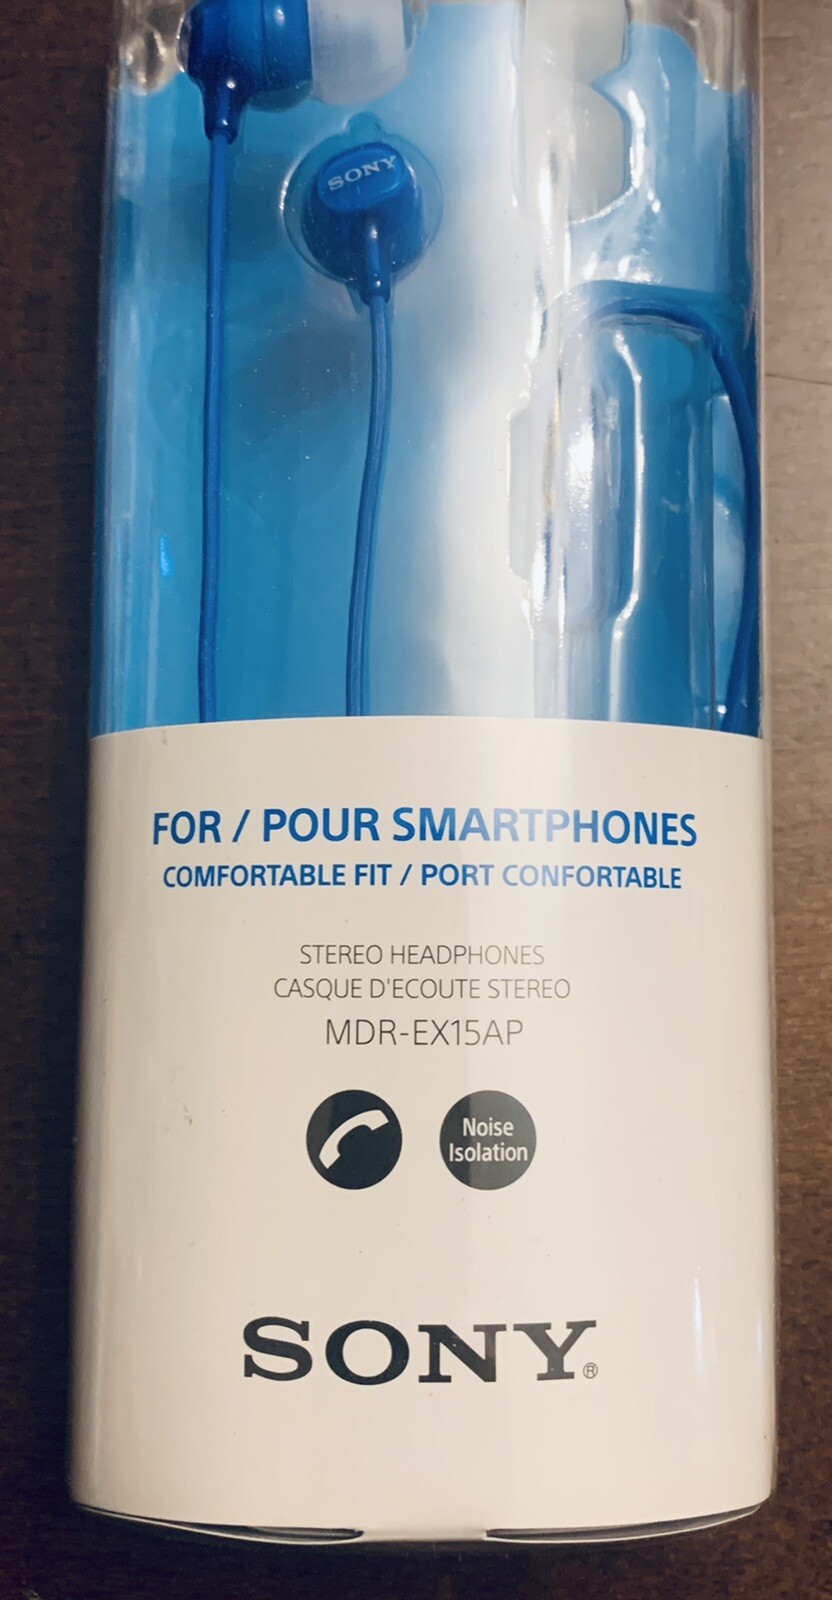 SONY
FOR / POUR SMARTPHONES
COMFORTABLE FIT / PORT CONFORTABLE
STEREO HEADPHONES
CASQUE D'ECOUTE STEREO
MDR-EX15AP
Noise
Isolation
SONY®